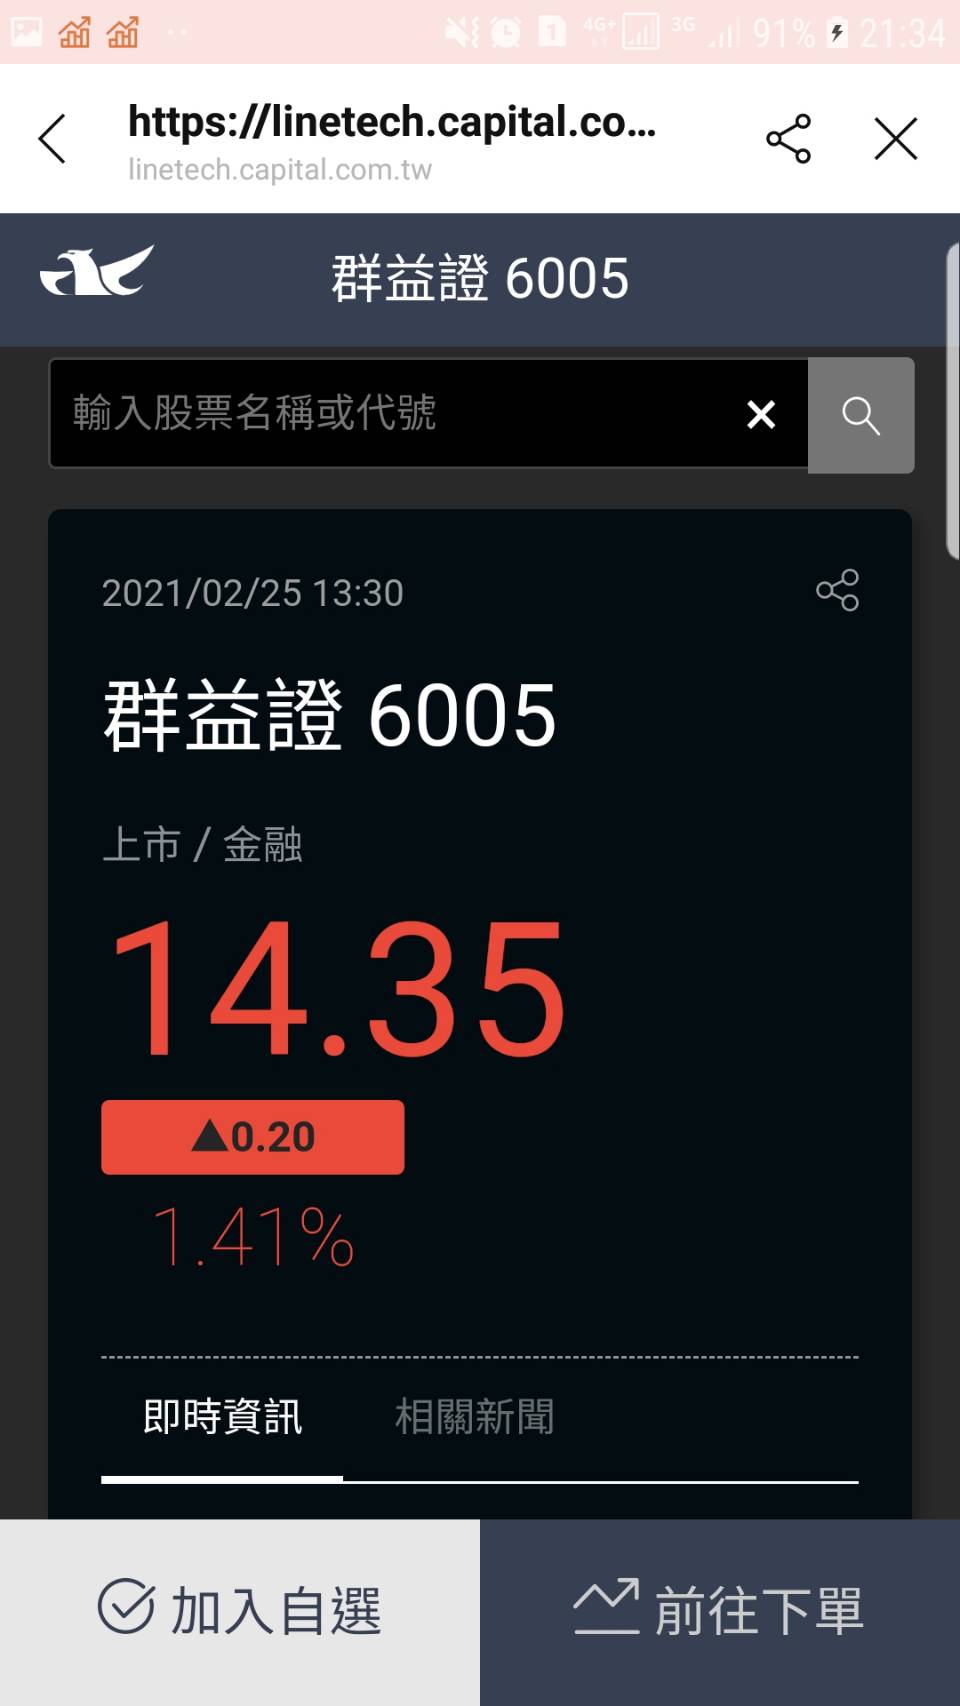 4G+ 3G 91% 21:34
https://linetech.capital.co...
linetech.capital.com.tw
群益證 6005
輸入股票名稱或代號
2021/02/25 13:30
群益證 6005
上市 / 金融
14.35
▲0.20
1.41%
即時資訊 相關新聞
加入自選 前往下單